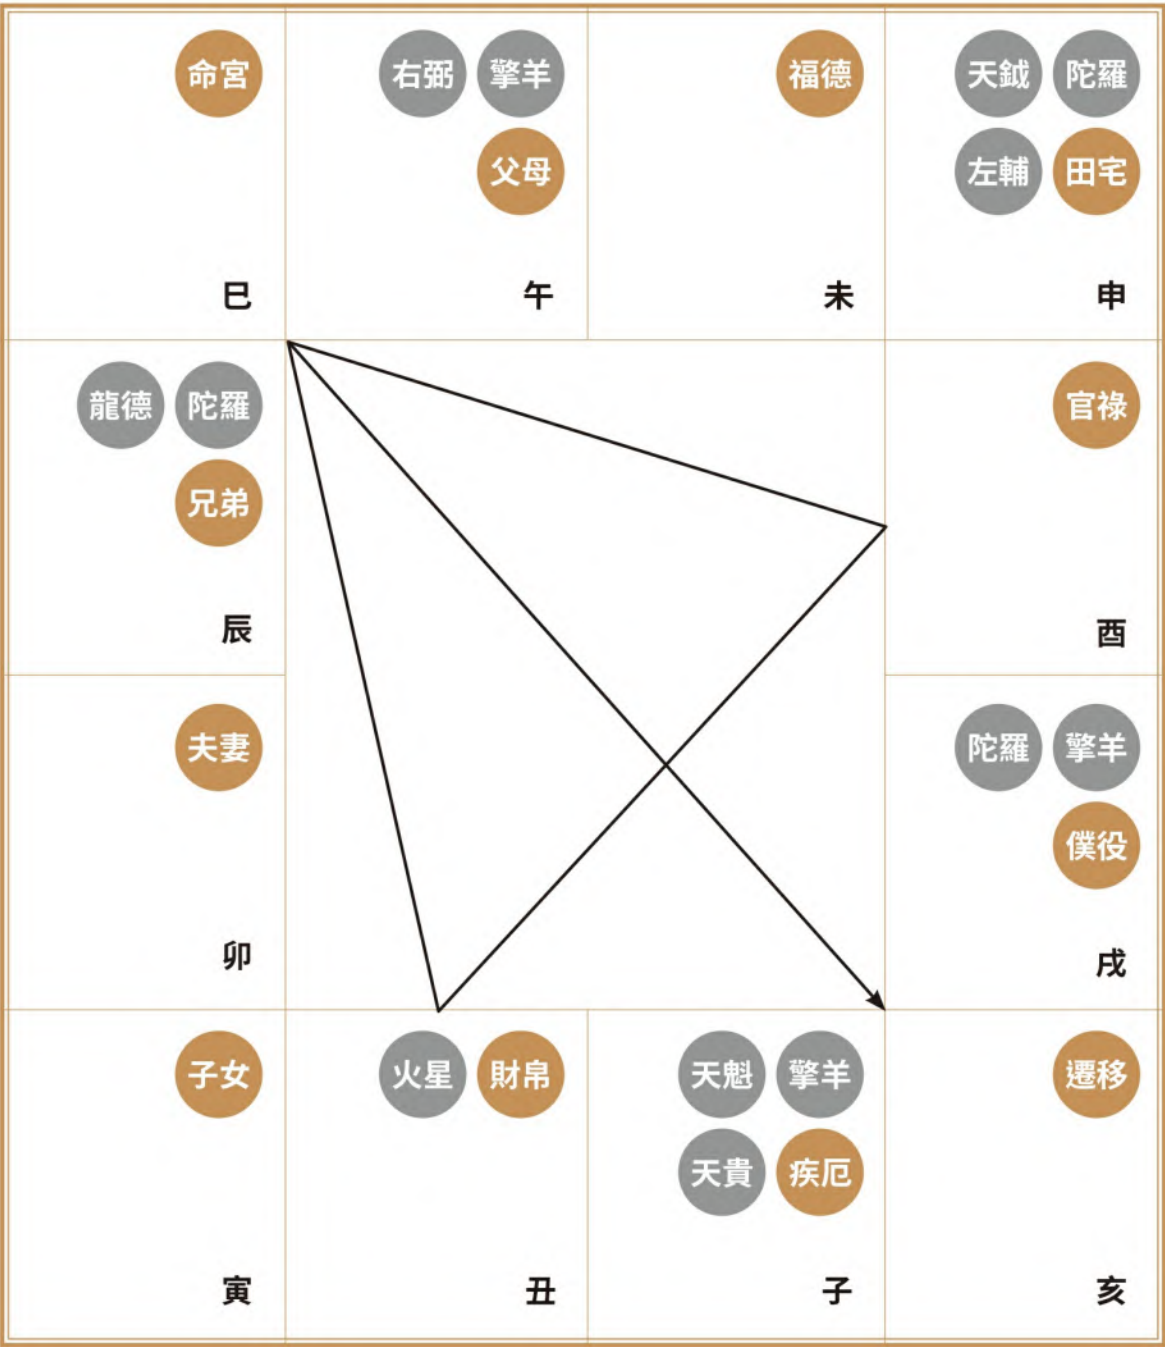 命宮
巳
右弼 擎羊
父母
午
福德
未
天鉞 陀羅
左輔 田宅
申
龍德 陀羅
兄弟
辰
官祿
酉
夫妻
卯
陀羅 擎羊
僕役
戌
子女
寅
火星 財帛
丑
天魁 擎羊
天貴 疾厄
子
遷移
亥